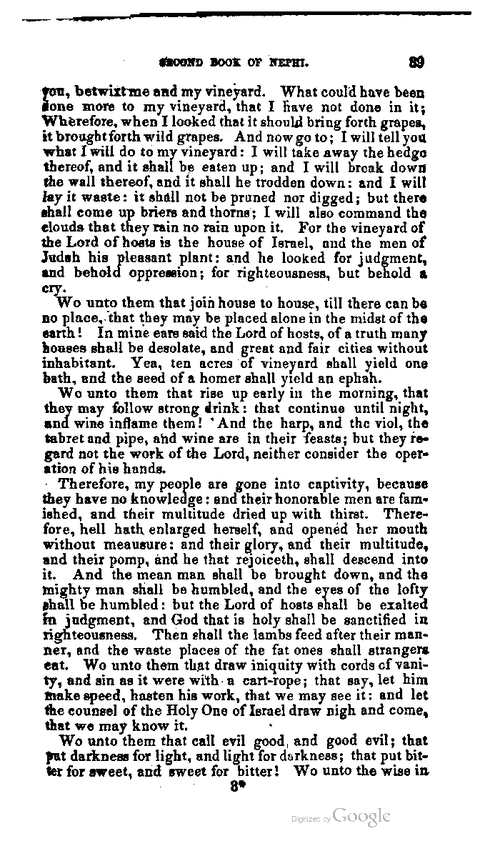 SECOND BOOK OF NEPHI. 89
you, betwixt me and my vineyard. What could have been
done more to my vineyard, that I have not done in it;
Wherefore, when I looked that it should bring forth grapes,
it brought forth wild grapes. And now go to; I will tell you
what I will do to my vineyard: I will take away the hedge
thereof, and it shall be eaten up; and I will break down
the wall thereof, and it shall he trodden down: and I will
lay it waste: it shall not be pruned nor digged; but there
shall come up briers and thorns; I will also command the
clouds that they rain no rain upon it. For the vineyard of
the Lord of hosts is the house of Israel, and the men of
Judah his pleasant plant: and he looked for judgment,
and behold oppression; for righteousness, but behold a
cry.
Wo unto them that join house to house, till there can be
no place, that they may be placed alone in the midst of the
earth! In mine ears said the Lord of hosts, of a truth many
houses shall be desolate, and great and fair cities without
inhabitant. Yea, ten acres of vineyard shall yield one
bath, and the seed of a homer shall yield an ephah.
Wo unto them that rise up early in the morning, that
they may follow strong drink: that continue until night,
and wine inflame them! And the harp, and the viol, the
tabret and pipe, and wine are in their feasts; but they re-
gard not the work of the Lord, neither consider the oper-
ation of his hands.
Therefore, my people are gone into captivity, because
they have no knowledge: and their honorable men are fam-
ished, and their multitude dried up with thirst. There-
fore, hell hath enlarged herself, and opened her mouth
without meausure: and their glory, and their multitude,
and their pomp, and he that rejoiceth, shall descend into
it. And the mean man shall be brought down, and the
mighty man shall be humbled, and the eyes of the lofty
shall be humbled: but the Lord of hosts shall be exalted
in judgment, and God that is holy shall be sanctified in
righteousness. Then shall the lambs feed after their man-
ner, and the waste places of the fat ones shall strangers
eat. Wo unto them that draw iniquity with cords of vani-
ty, and sin as it were with a cart-rope; that say, let him
make speed, hasten his work, that we may see it: and let
the counsel of the Holy One of Israel draw nigh and come,
that we may know it.
Wo unto them that call evil good, and good evil; that
put darkness for light, and light for darkness; that put bit-
ter for sweet, and sweet for bitter! Wo unto the wise in
8*
Digitized by Google